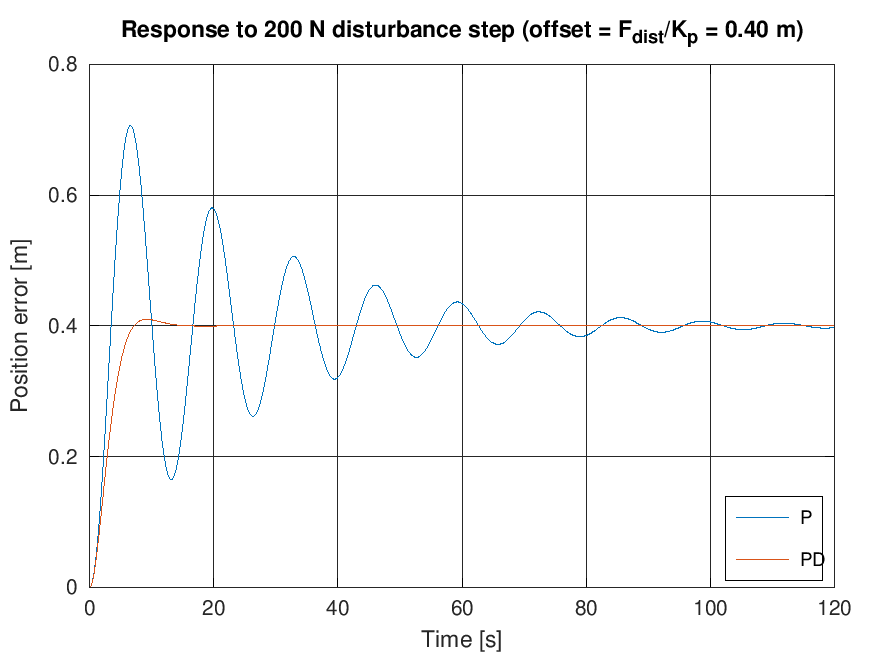 Response to 200 N disturbance step (offset = F_dist/K_p = 0.40 m)
0.8
0.6
0.4
0.2
0
Position error [m]
P
PD
0 20 40 60 80 100 120
Time [s]